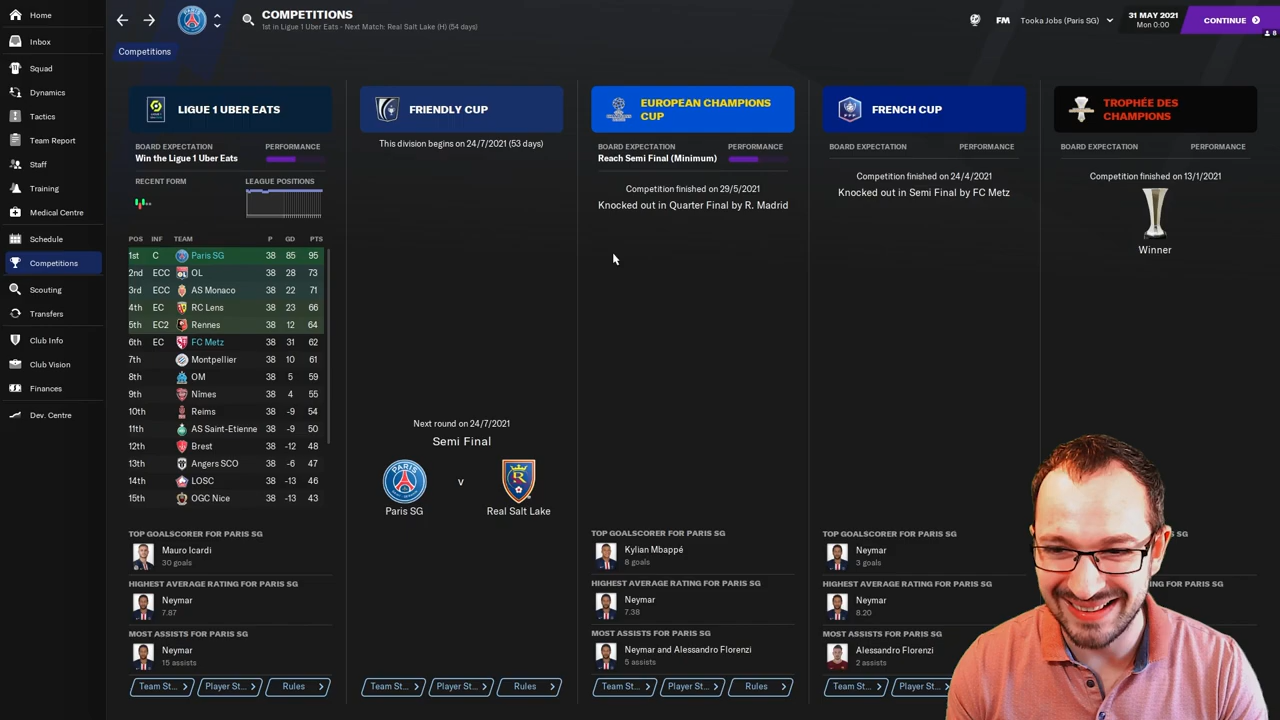 Home
Inbox
Squad
Dynamics
Tactics
Team Report
Staff
Training
Medical Centre
Schedule
Competitions
Scouting
Transfers
Club Info
Club Vision
Finances
Dev. Centre
COMPETITIONS
1st in Ligue 1 Uber Eats - Next Match: Real Salt Lake (H) (54 days)
FM
Tooka Jobs (Paris SG)
31 MAY 2021
Mon 0:00
CONTINUE
8
Competitions
LIGUE 1 UBER EATS
BOARD EXPECTATION PERFORMANCE
Win the Ligue 1 Uber Eats
RECENT FORM LEAGUE POSITIONS
POS INF TEAM P GD PTS
1st C Paris SG 38 85 95
2nd ECC OL 38 28 73
3rd ECC AS Monaco 38 22 71
4th EC RC Lens 38 23 66
5th EC2 Rennes 38 12 64
6th EC FC Metz 38 31 62
7th Montpellier 38 10 61
8th OM 38 5 59
9th Nîmes 38 4 55
10th Reims 38 -9 54
11th AS Saint-Etienne 38 -9 50
12th Brest 38 -12 48
13th Angers SCO 38 -6 47
14th LOSC 38 -13 46
15th OGC Nice 38 -13 43
TOP GOALSCORER FOR PARIS SG
Mauro Icardi
30 goals
HIGHEST AVERAGE RATING FOR PARIS SG
Neymar
7.87
MOST ASSISTS FOR PARIS SG
Neymar
15 assists
Team St... Player St... Rules
FRIENDLY CUP
This division begins on 24/7/2021 (53 days)
Next round on 24/7/2021
Semi Final
PARIS
v
Paris SG Real Salt Lake
Team St... Player St... Rules
EUROPEAN CHAMPIONS
CUP
BOARD EXPECTATION PERFORMANCE
Reach Semi Final (Minimum)
Competition finished on 29/5/2021
Knocked out in Quarter Final by R. Madrid
TOP GOALSCORER FOR PARIS SG
Kylian Mbappé
8 goals
HIGHEST AVERAGE RATING FOR PARIS SG
Neymar
7.38
MOST ASSISTS FOR PARIS SG
Neymar and Alessandro Florenzi
5 assists
Team St... Player St... Rules
FRENCH CUP
BOARD EXPECTATION PERFORMANCE
Competition finished on 24/4/2021
Knocked out in Semi Final by FC Metz
TOP GOALSCORER FOR PARIS SG
Neymar
3 goals
HIGHEST AVERAGE RATING FOR PARIS SG
Neymar
8.20
MOST ASSISTS FOR PARIS SG
Alessandro Florenzi
2 assists
Team St... Player St
TROPHÉE DES
CHAMPIONS
BOARD EXPECTATION PERFORMANCE
Competition finished on 13/1/2021
Winner
SG
ING FOR PARIS SG